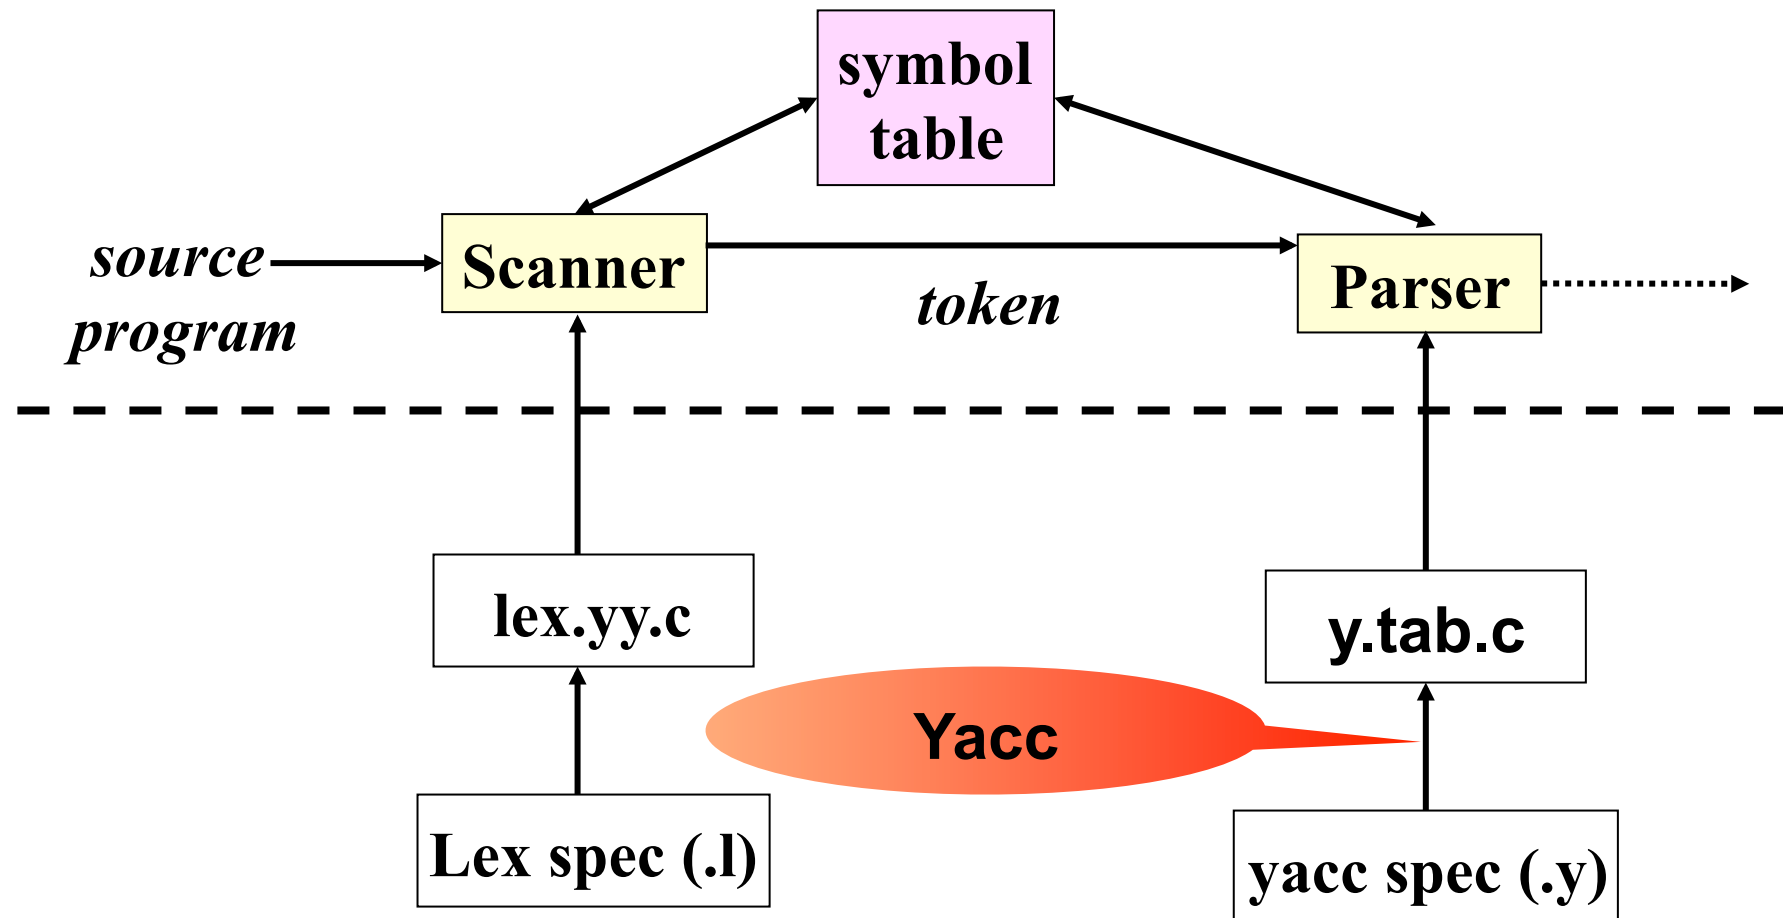 symbol
table
source
program
Scanner
token
Parser
lex.yy.c
y.tab.c
Yacc
Lex spec (.l)
yacc spec (.y)